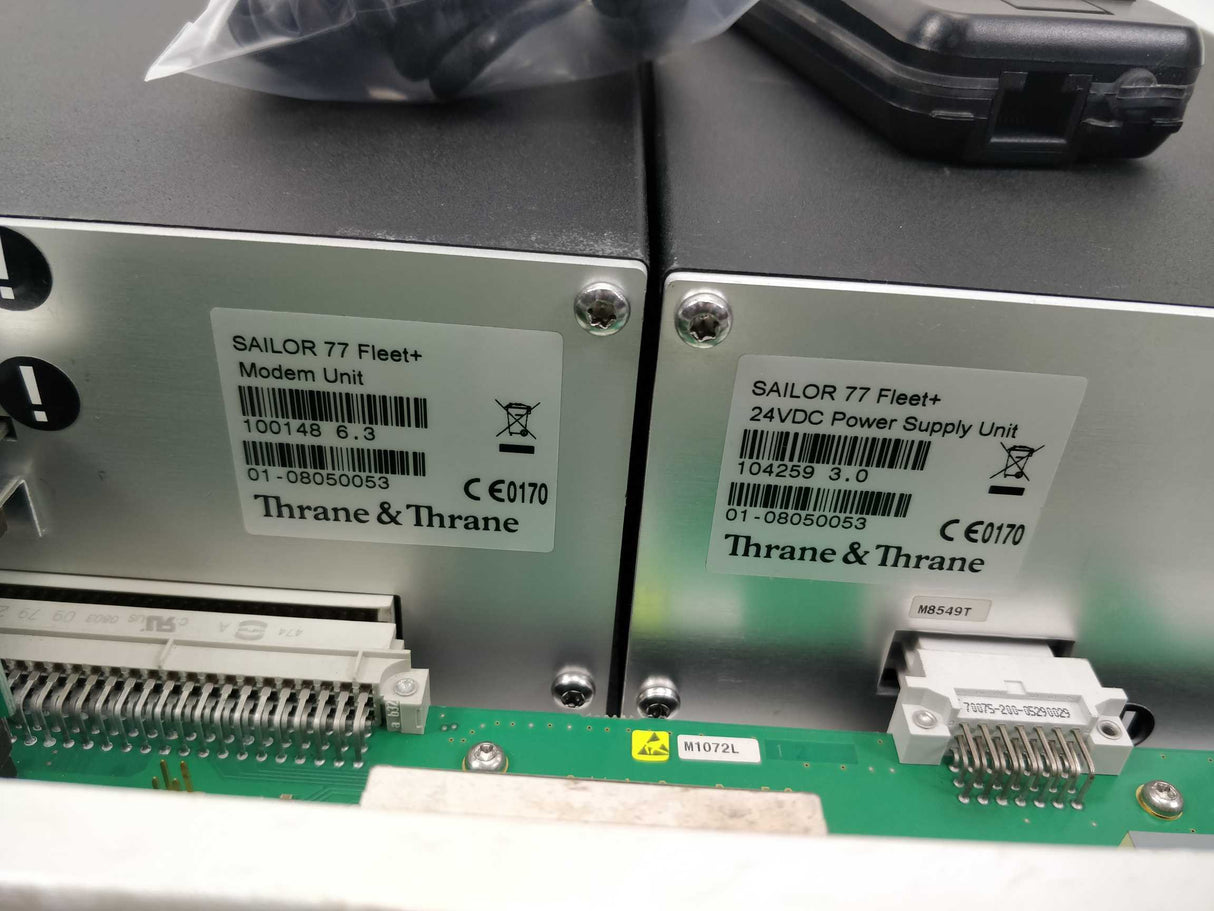 SAILOR 77 Fleet+
Modem Unit
100148 6.3
01-08050053
CE0170
Thrane & Thrane
SAILOR 77 Fleet+
24VDC Power Supply Unit
104259 3.0
01-08050053
CE0170
Thrane & Thrane
M8549T
70075-200-05290029
M1072L